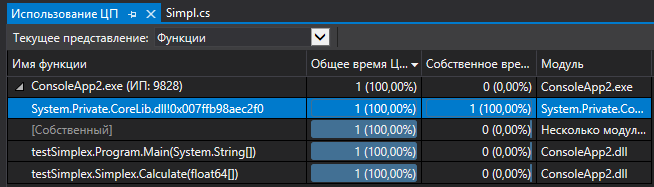 Использование ЦП
Simpl.cs
Текущее представление: Функции
Имя функции Общее время Ц... Собственное вре... Модуль
ConsoleApp2.exe (ИП: 9828) 1 (100,00%) 0 (0,00%) ConsoleApp2.exe
System.Private.CoreLib.dll!0x007ffb98aec2f0 1 (100,00%) 1 (100,00%) System.Private.Co...
[Собственный] 1 (100,00%) 0 (0,00%) Несколько модул...
testSimplex.Program.Main(System.String[]) 1 (100,00%) 0 (0,00%) ConsoleApp2.dll
testSimplex.Simplex.Calculate(float64[]) 1 (100,00%) 0 (0,00%) ConsoleApp2.dll